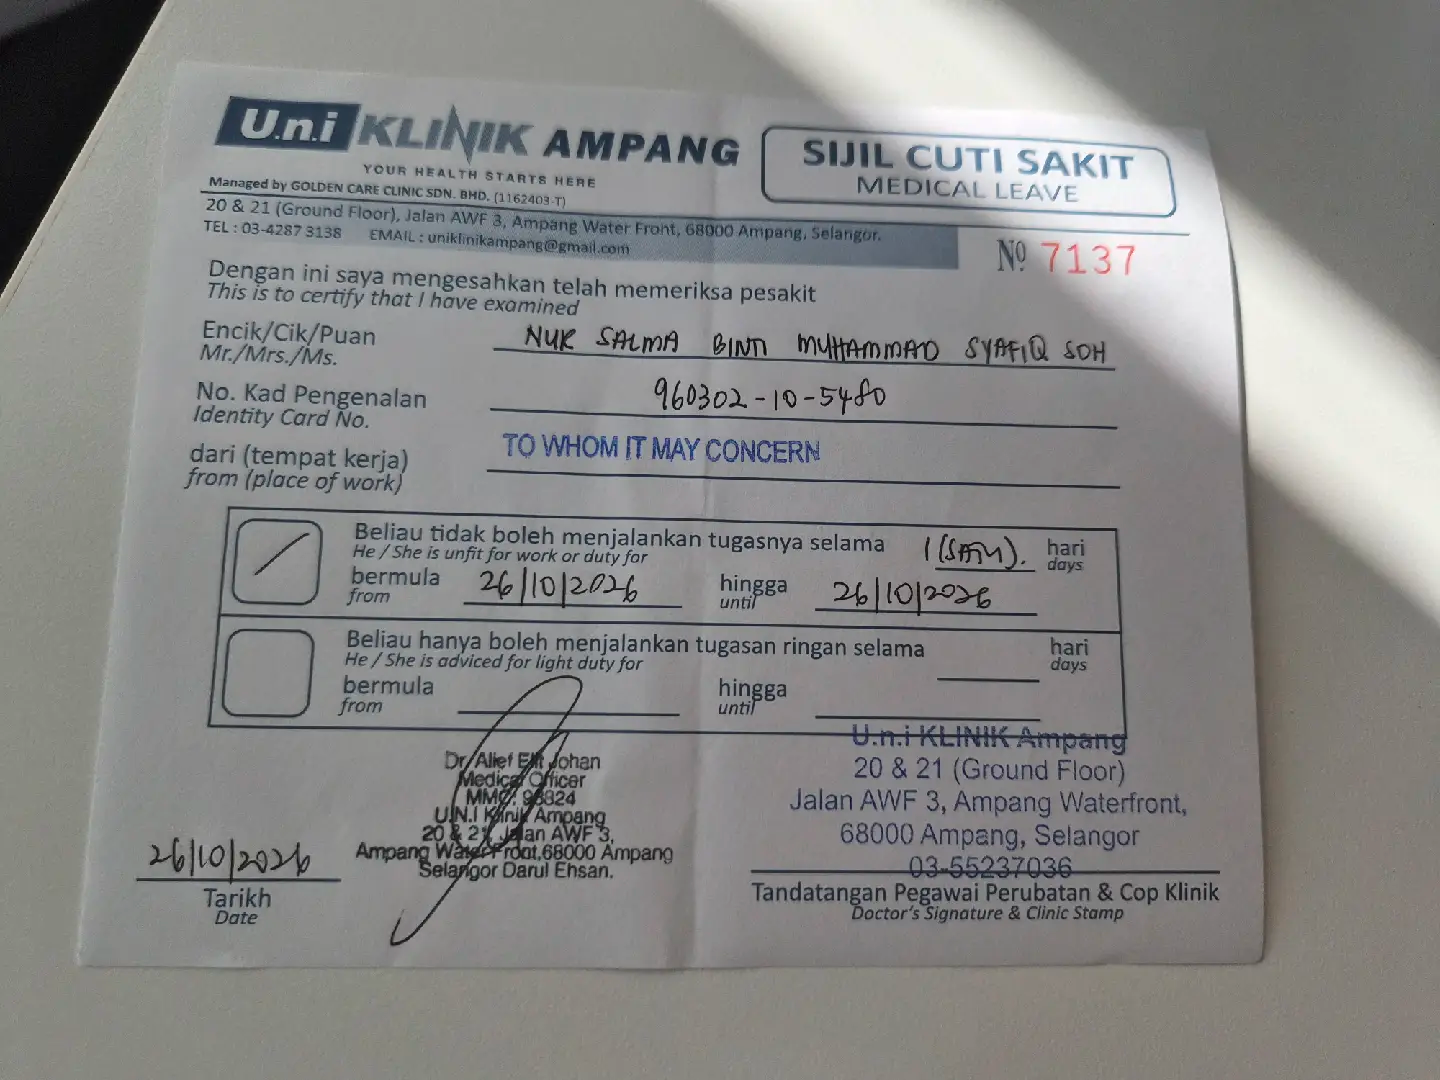 U.n.i KLINIK AMPANG
YOUR HEALTH STARTS HERE
Managed by GOLDEN CARE CLINIC SDN. BHD. (1162403-T)
20 & 21 (Ground Floor), Jalan AWF 3, Ampang Water Front, 68000 Ampang, Selangor.
TEL : 03-4287 3138 EMAIL : uniklinikampang@gmail.com
SIJIL CUTI SAKIT
MEDICAL LEAVE
Nº 7137
Dengan ini saya mengesahkan telah memeriksa pesakit
This is to certify that I have examined
Encik/Cik/Puan NUR SALMA BINTI MUHAMMAD SYAFIQ SOH
Mr./Mrs./Ms.
No. Kad Pengenalan 960302-10-5480
Identity Card No.
dari (tempat kerja) TO WHOM IT MAY CONCERN
from (place of work)
Beliau tidak boleh menjalankan tugasnya selama 1 (SATU). hari
He / She is unfit for work or duty for days
bermula 26/10/2026 hingga 26/10/2026
from until
Beliau hanya boleh menjalankan tugasan ringan selama hari
He / She is adviced for light duty for days
bermula hingga
from until
Dr Alief Johan
Medical Officer
MMC:
U.N.I Klinik Ampang
20 & 21 Jalan AWF 3,
Ampang Water Front,68000 Ampang
Selangor Darul Ehsan.
U.n.i KLINIK Ampang
20 & 21 (Ground Floor)
Jalan AWF 3, Ampang Waterfront,
68000 Ampang, Selangor
03-55237036
26/10/2026
Tarikh
Date
Tandatangan Pegawai Perubatan & Cop Klinik
Doctor's Signature & Clinic Stamp